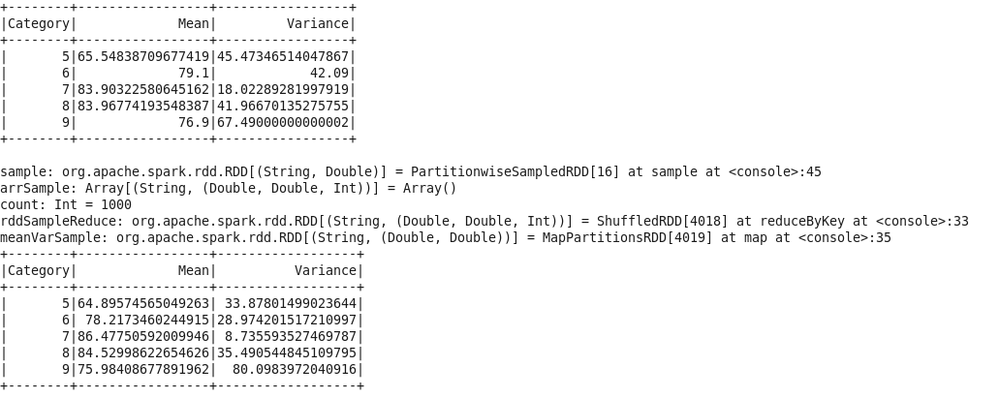 +--------+-----------------+-----------------+
|Category|             Mean|         Variance|
+--------+-----------------+-----------------+
|       5|65.54838709677419|45.47346514047867|
|       6|             79.1|            42.09|
|       7|83.90322580645162|18.02289281997919|
|       8|83.96774193548387|41.96670135275755|
|       9|             76.9|67.49000000000002|
+--------+-----------------+-----------------+

sample: org.apache.spark.rdd.RDD[(String, Double)] = PartitionwiseSampledRDD[16] at sample at <console>:45
arrSample: Array[(String, (Double, Double, Int))] = Array()
count: Int = 1000
rddSampleReduce: org.apache.spark.rdd.RDD[(String, (Double, Double, Int))] = ShuffledRDD[4018] at reduceByKey at <console>:33
meanVarSample: org.apache.spark.rdd.RDD[(String, (Double, Double))] = MapPartitionsRDD[4019] at map at <console>:35
+--------+-----------------+------------------+
|Category|             Mean|          Variance|
+--------+-----------------+------------------+
|       5|64.89574565049263| 33.87801499023644|
|       6| 78.2173460244915|28.974201517210997|
|       7|86.47750592009946| 8.735593527469787|
|       8|84.52998622654626|35.490544845109795|
|       9|75.98408677891962|  80.0983972040916|
+--------+-----------------+------------------+